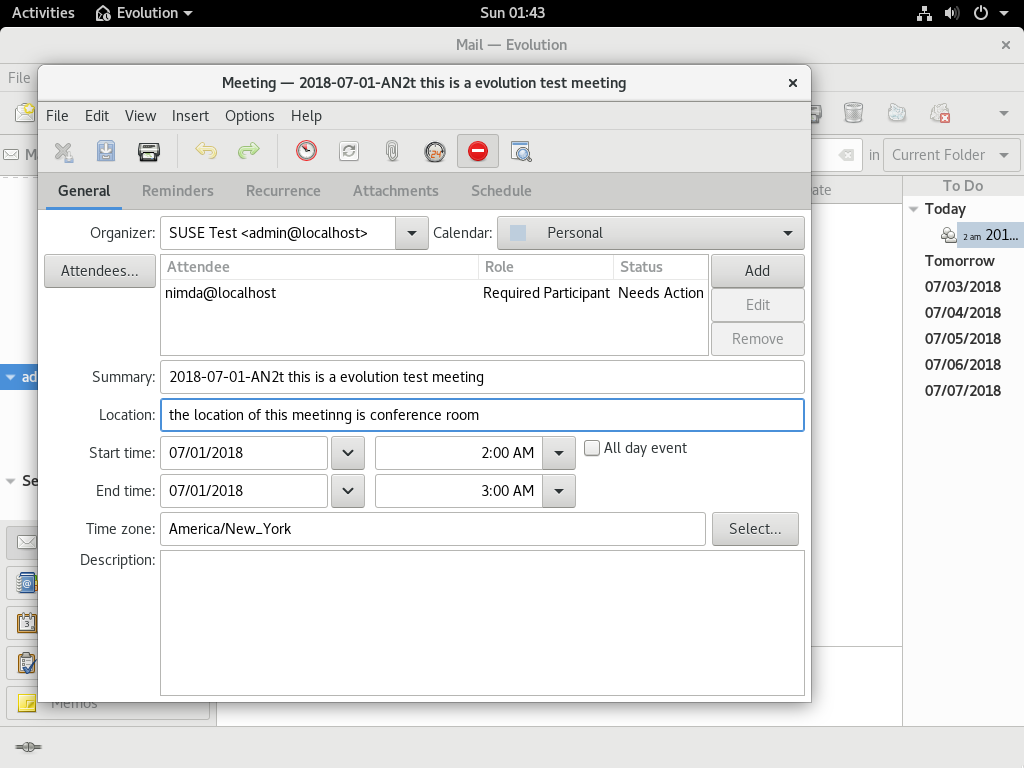 Activities Evolution Sun 01:43
Mail — Evolution
File
Meeting — 2018-07-01-AN2t this is a evolution test meeting
File Edit View Insert Options Help
in Current Folder
General Reminders Recurrence Attachments Schedule
To Do
Organizer: SUSE Test <admin@localhost> Calendar: Personal
Today
2 am 201...
Attendees... Attendee Role Status Add
nimda@localhost Required Participant Needs Action
Edit
Remove
Tomorrow
07/03/2018
07/04/2018
07/05/2018
07/06/2018
07/07/2018
ad
Summary: 2018-07-01-AN2t this is a evolution test meeting
Location: the location of this meetinng is conference room
Start time: 07/01/2018 2:00 AM All day event
Se
End time: 07/01/2018 3:00 AM
Time zone: America/New_York Select...
Description:
Memos